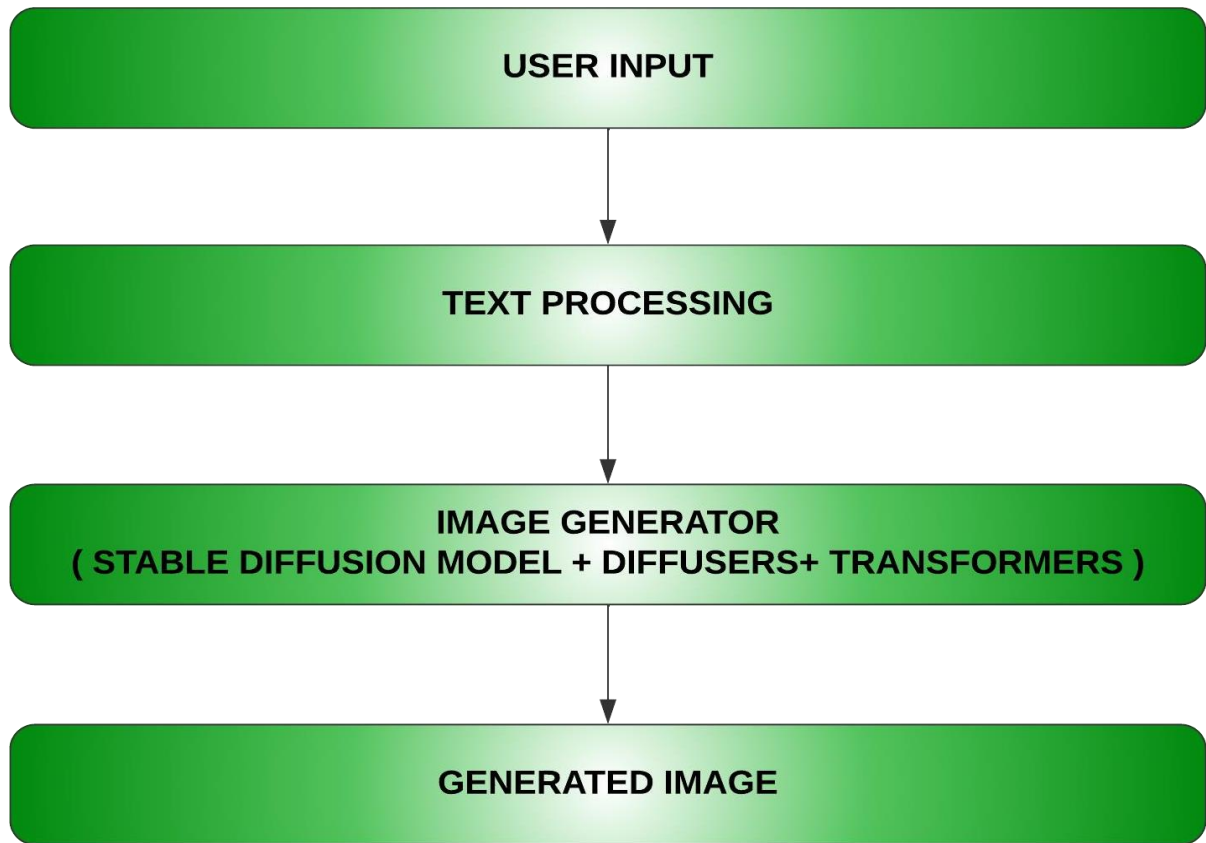 USER INPUT
TEXT PROCESSING
IMAGE GENERATOR
( STABLE DIFFUSION MODEL + DIFFUSERS+ TRANSFORMERS )
GENERATED IMAGE